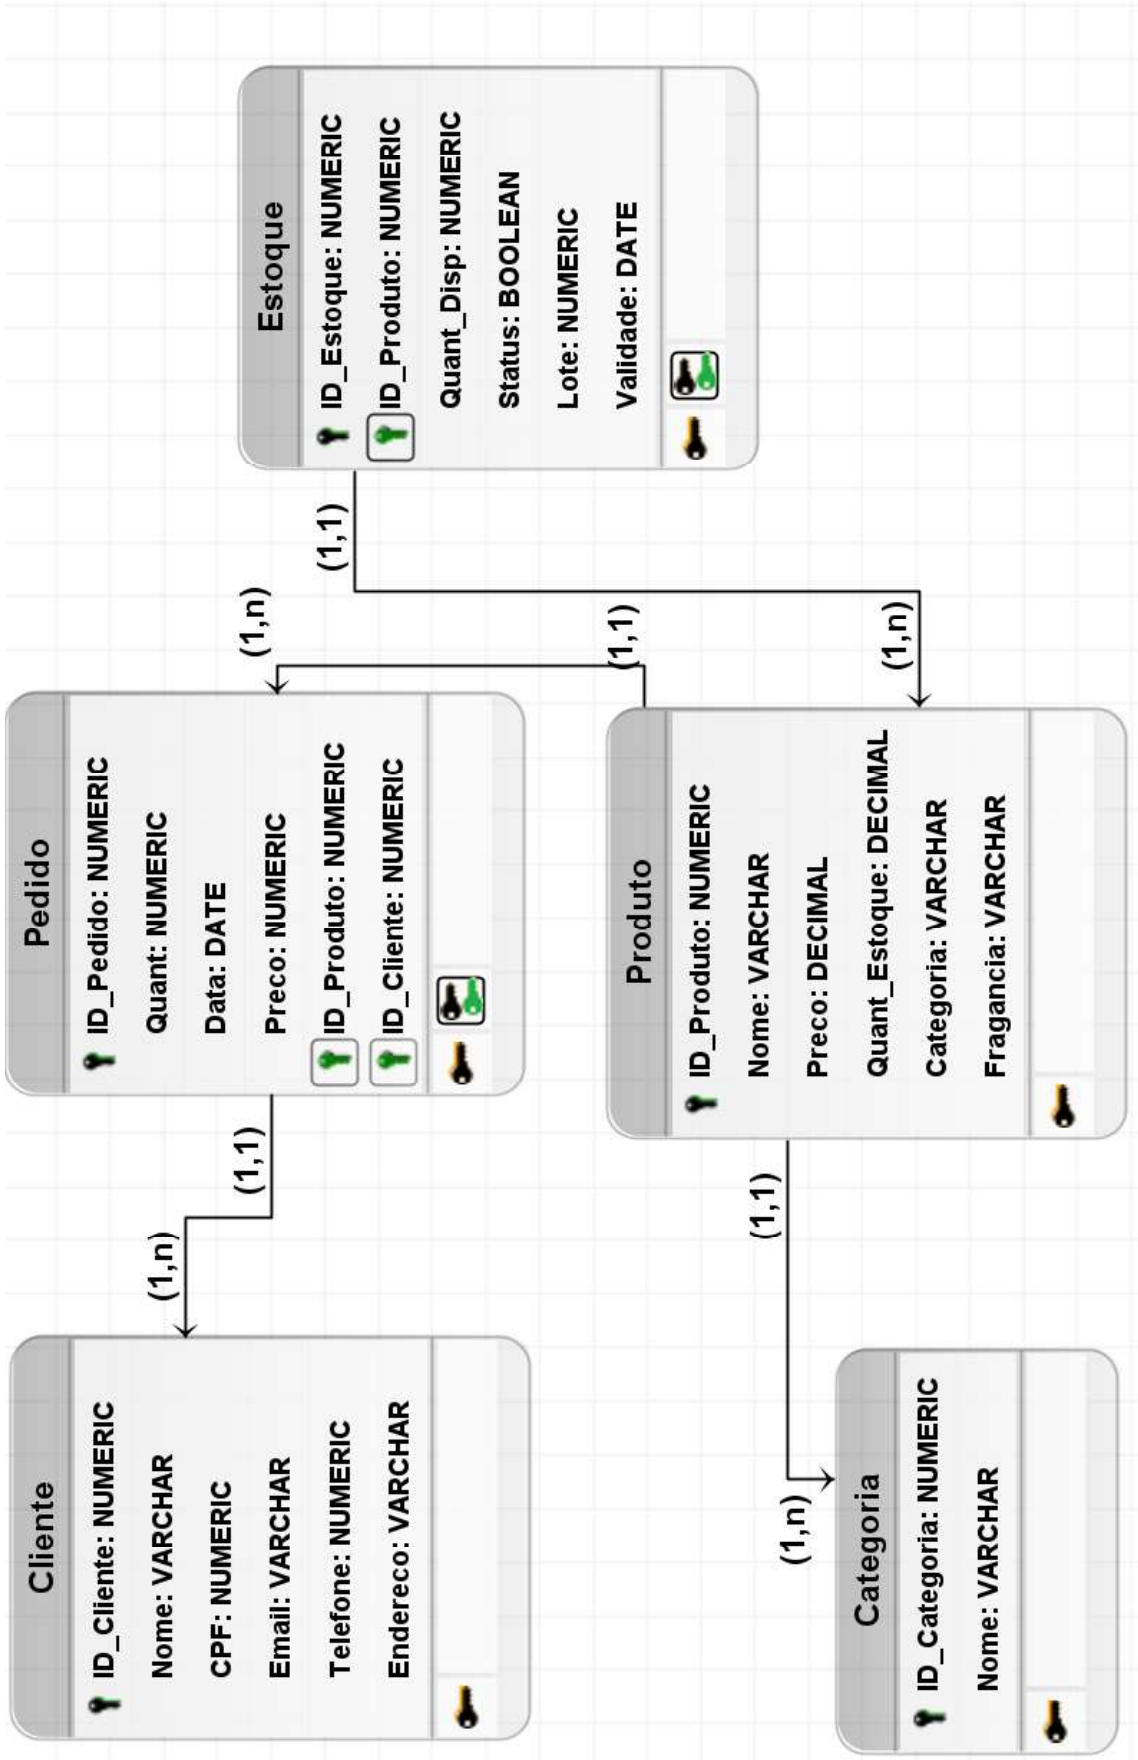 Cliente
ID_Cliente: NUMERIC
Nome: VARCHAR
CPF: NUMERIC
Email: VARCHAR
Telefone: NUMERIC
Endereco: VARCHAR
(1,n)
(1,1)
Pedido
ID_Pedido: NUMERIC
Quant: NUMERIC
Data: DATE
Preco: NUMERIC
ID_Produto: NUMERIC
ID_Cliente: NUMERIC
(1,n)
(1,1)
Estoque
ID_Estoque: NUMERIC
ID_Produto: NUMERIC
Quant_Disp: NUMERIC
Status: BOOLEAN
Lote: NUMERIC
Validade: DATE
(1,1)
(1,n)
Produto
ID_Produto: NUMERIC
Nome: VARCHAR
Preco: DECIMAL
Quant_Estoque: DECIMAL
Categoria: VARCHAR
Fragancia: VARCHAR
(1,1)
(1,n)
Categoria
ID_Categoria: NUMERIC
Nome: VARCHAR